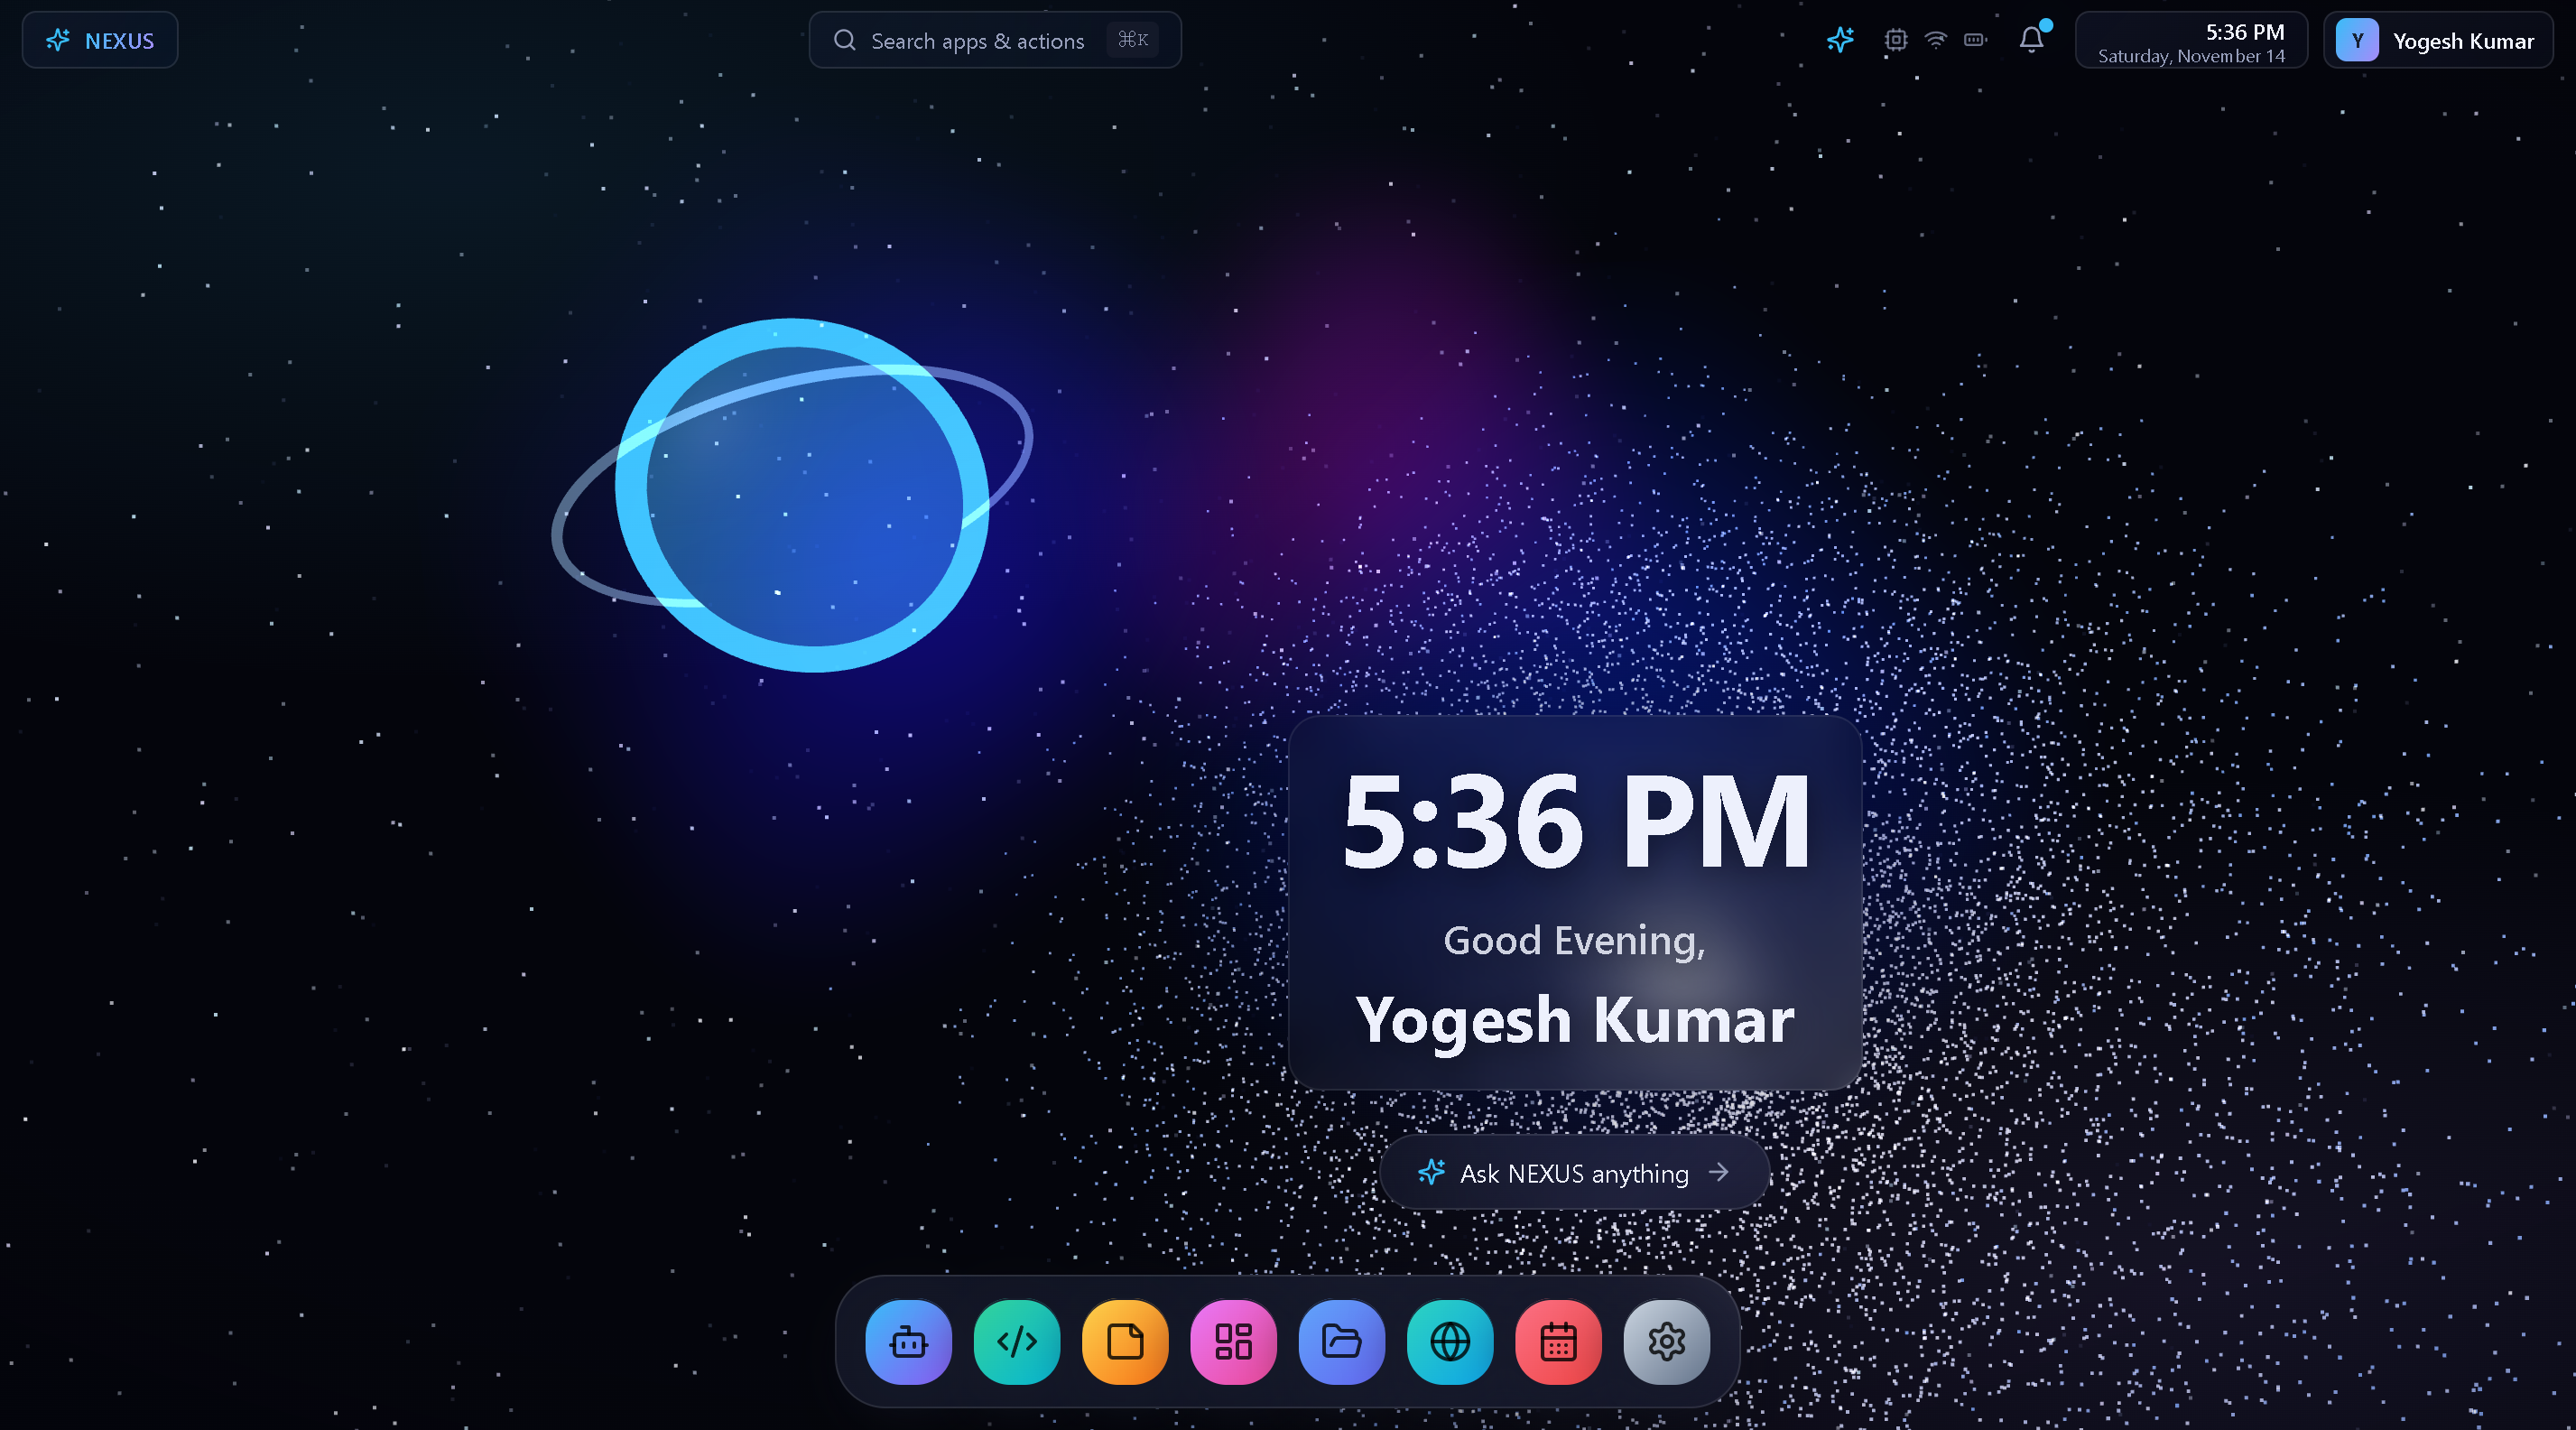 NEXUS
Search apps & actions ⌘K
5:36 PM
Saturday, November 14
Y Yogesh Kumar
5:36 PM
Good Evening,
Yogesh Kumar
Ask NEXUS anything